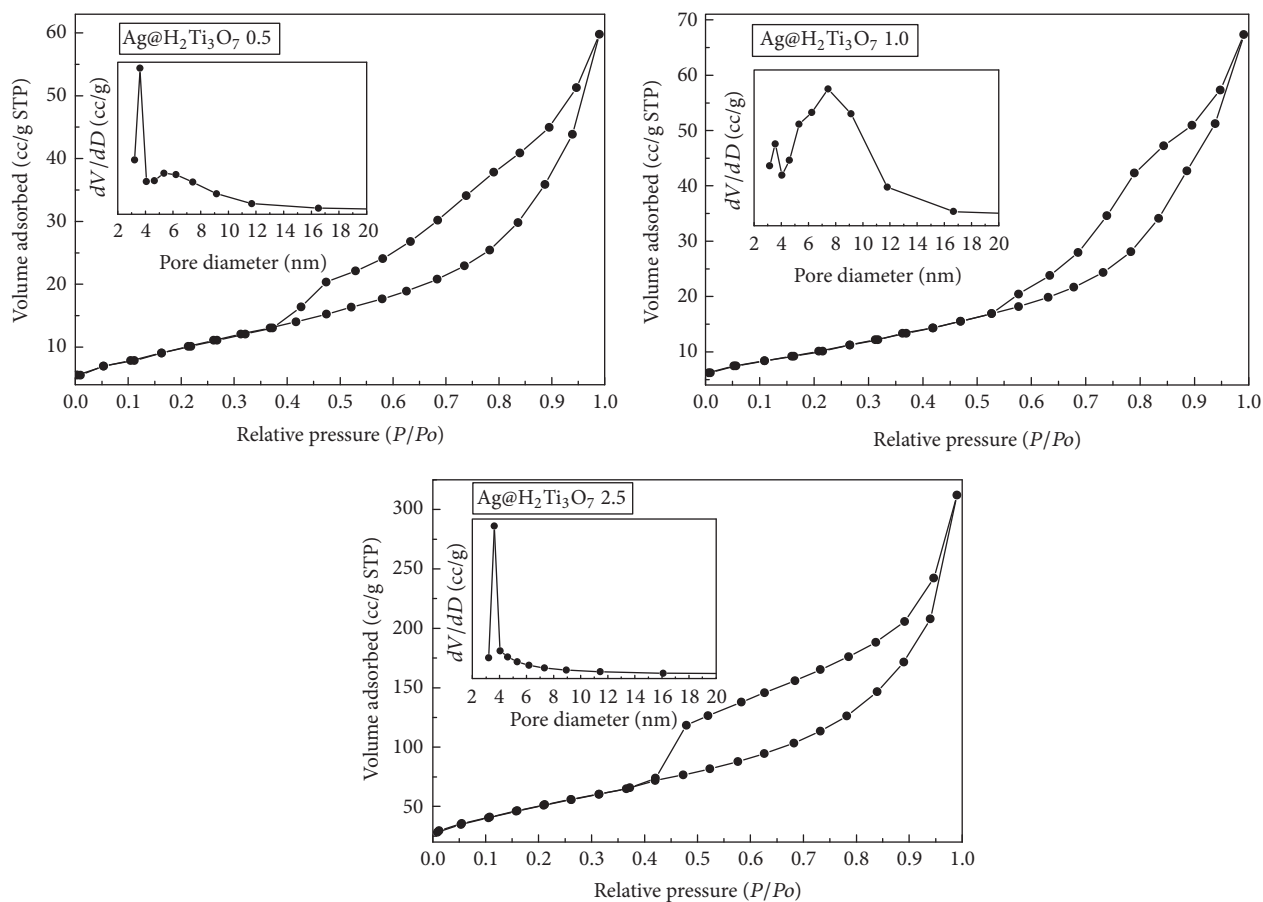 Ag@H₂Ti₃O₇ 0.5
60
50
40
30
20
10
Volume adsorbed (cc/g STP)
dV/dD (cc/g)
2 4 6 8 10 12 14 16 18 20
Pore diameter (nm)
0.0 0.1 0.2 0.3 0.4 0.5 0.6 0.7 0.8 0.9 1.0
Relative pressure (P/Po)
Ag@H₂Ti₃O₇ 1.0
70
60
50
40
30
20
10
Volume adsorbed (cc/g STP)
dV/dD (cc/g)
2 4 6 8 10 12 14 16 18 20
Pore diameter (nm)
0.0 0.1 0.2 0.3 0.4 0.5 0.6 0.7 0.8 0.9 1.0
Relative pressure (P/Po)
Ag@H₂Ti₃O₇ 2.5
300
250
200
150
100
50
Volume adsorbed (cc/g STP)
dV/dD (cc/g)
2 4 6 8 10 12 14 16 18 20
Pore diameter (nm)
0.0 0.1 0.2 0.3 0.4 0.5 0.6 0.7 0.8 0.9 1.0
Relative pressure (P/Po)